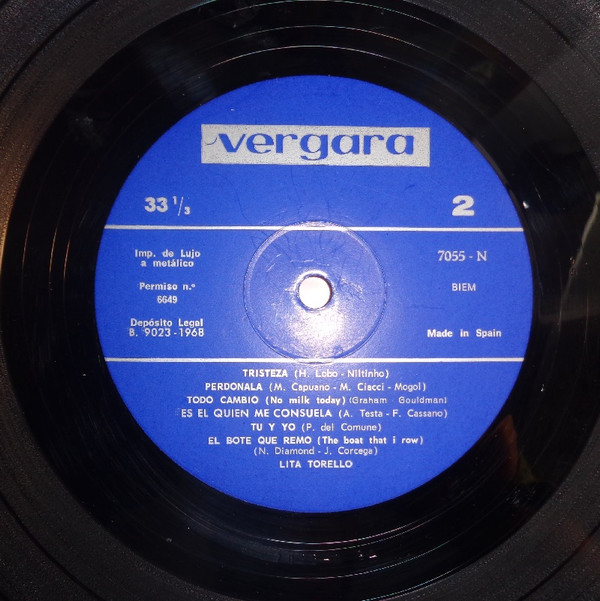 vergara
33 1/3
2
Imp. de Lujo
a metálico
7055 - N
Permiso n.º
6649
BIEM
Depósito Legal
B. 9023 - 1968
Made in Spain
TRISTEZA (H. Lobo - Niltinho)
PERDONALA (M. Capuano - M. Ciacci - Mogol)
TODO CAMBIO (No milk today) (Graham - Gouldman)
ES EL QUIEN ME CONSUELA (A. Testa - F. Cassano)
TU Y YO (P. del Comune)
EL BOTE QUE REMO (The boat that i row)
(N. Diamond - J. Corcega)
LITA TORELLO